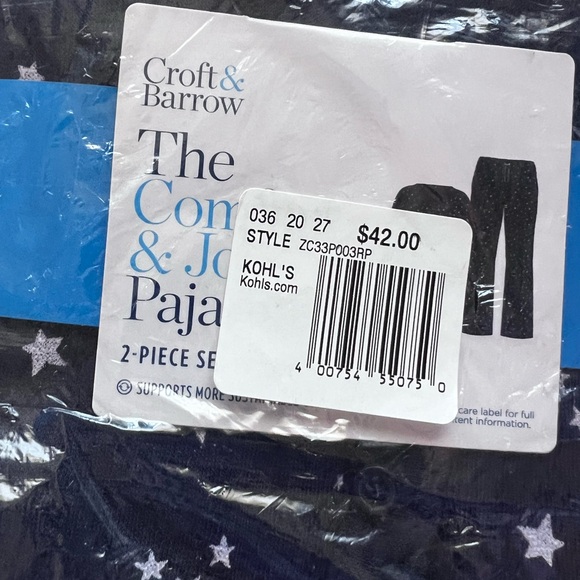 Croft&
Barrow
The
Com
& Jo
Paja
2-PIECE SE
SUPPORTS MORE
036 20 27 $42.00
STYLE ZC33P003RP
KOHL'S
Kohls.com
4 00754 55075 0
care label for full
tent information.